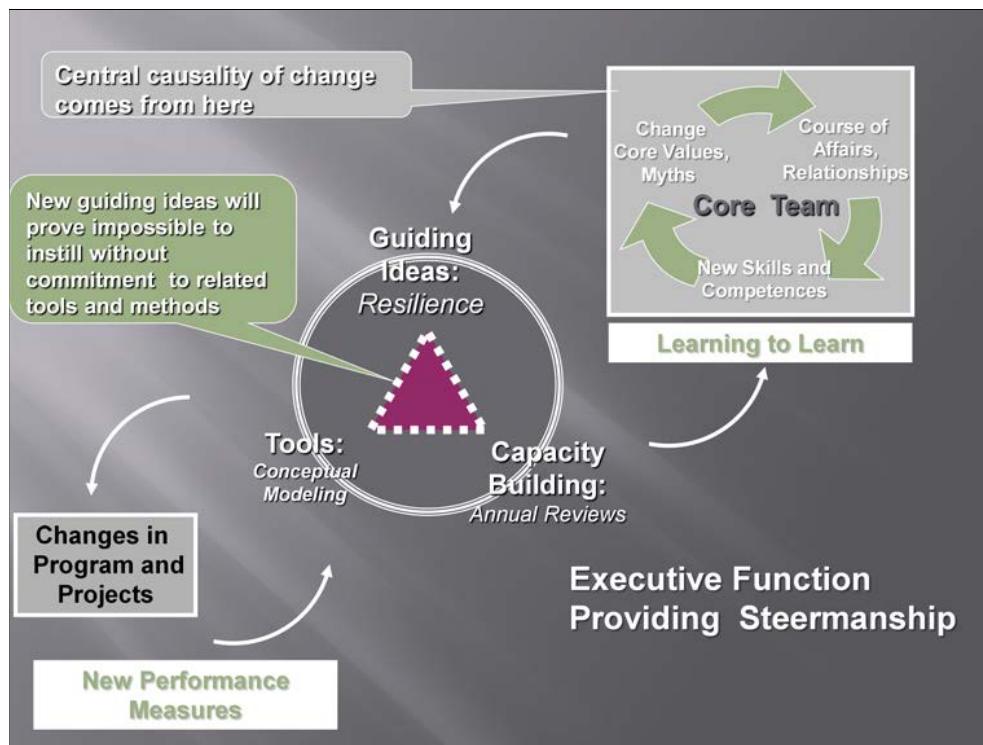 Central causality of change
comes from here
Change
Core Values,
Myths
Course of
Affairs,
Relationships
Core Team
New Skills and
Competences
Learning to Learn
New guiding ideas will
prove impossible to
instill without
commitment to related
tools and methods
Guiding
Ideas:
Resilience
Tools:
Conceptual
Modeling
Capacity
Building:
Annual Reviews
Changes in
Program and
Projects
Executive Function
Providing Steermanship
New Performance
Measures